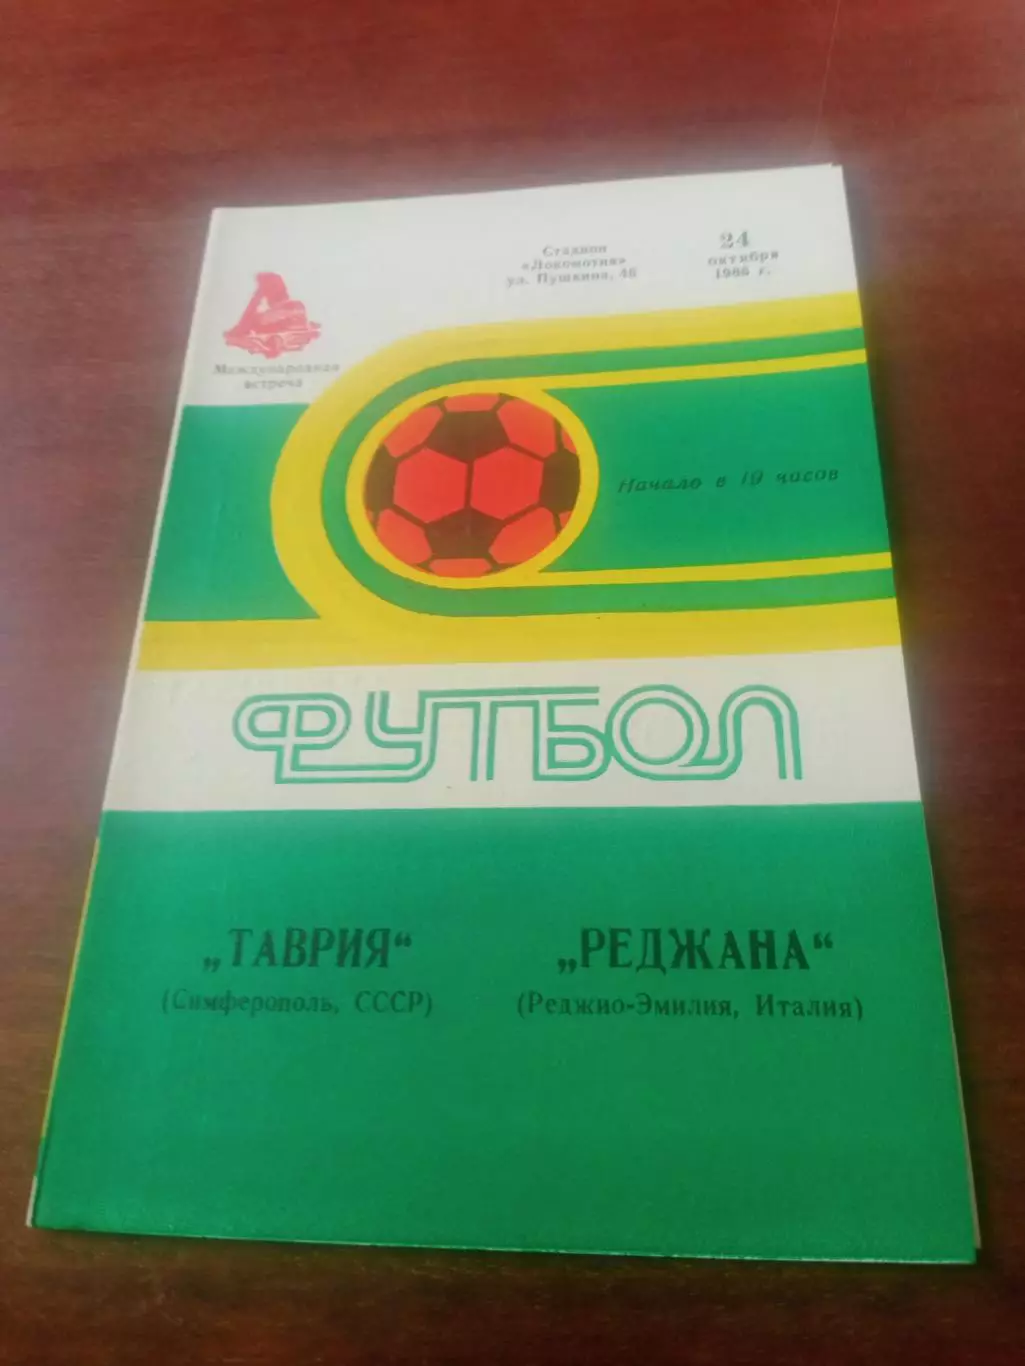 Стадион
«Локомотив»
ул. Пушкина, 46
24
октября
1986 г.
Международная
встреча
Начало в 19 часов
ФУТБОЛ
„ТАВРИЯ“
(Симферополь, СССР)
„РЕДЖАНА“
(Реджио-Эмилия, Италия)